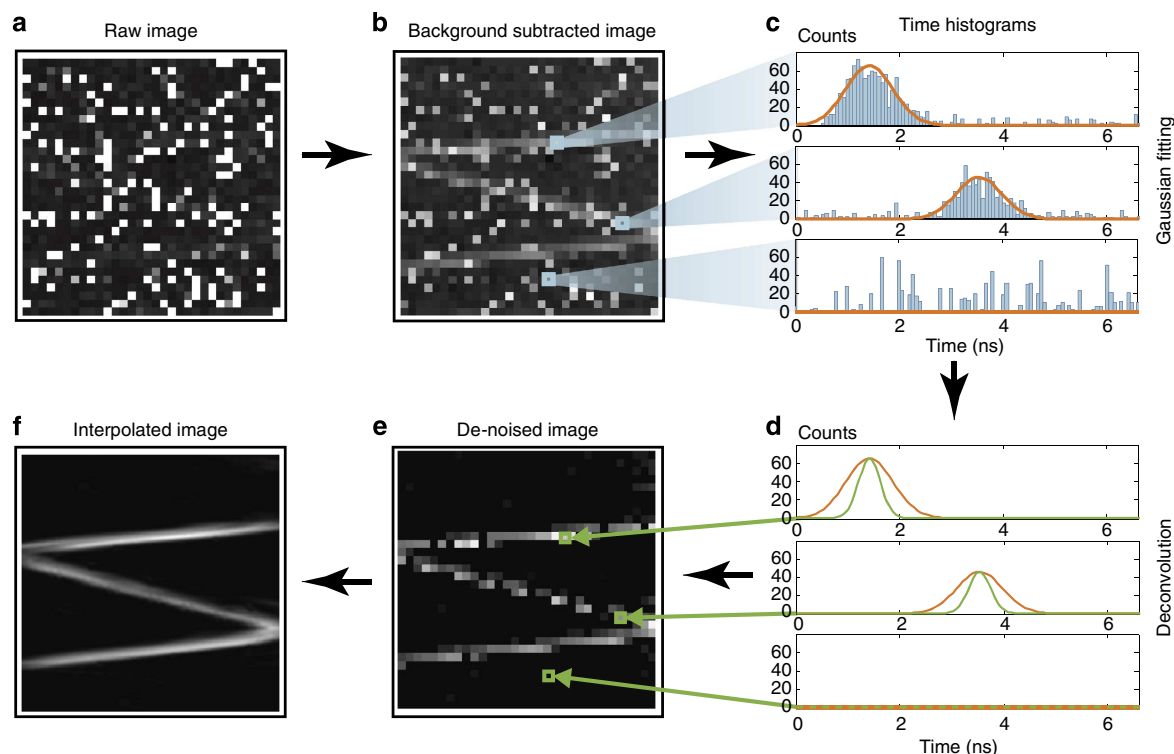 a
Raw image
b
Background subtracted image
c
Time histograms
Counts
60
40
20
0
0
2
4
6
60
40
20
0
0
2
4
6
60
40
20
0
0
2
4
6
Time (ns)
Gaussian fitting
d
Counts
60
40
20
0
0
2
4
6
60
40
20
0
0
2
4
6
60
40
20
0
0
2
4
6
Time (ns)
Deconvolution
e
De-noised image
f
Interpolated image